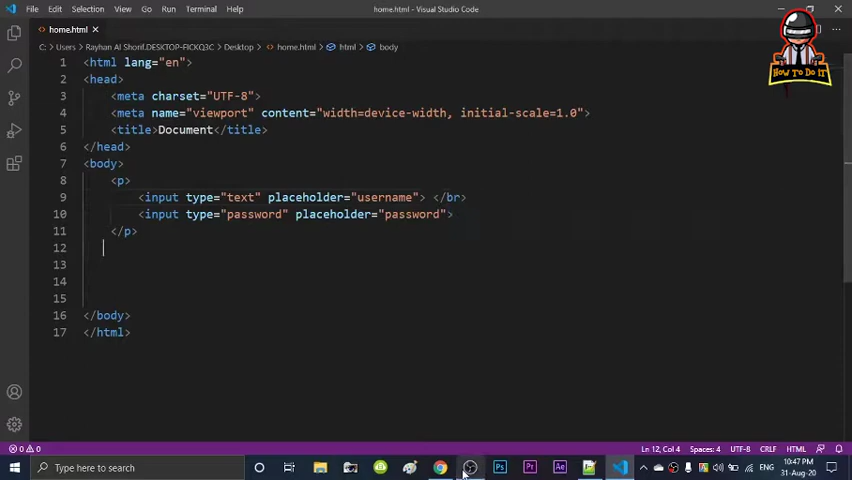 File Edit Selection View Go Run Terminal Help home.html - Visual Studio Code
home.html
C: > Users > Rayhan Al Shorif.DESKTOP-FICKQ3C > Desktop > home.html > html > body
1 <html lang="en">
2 <head>
3 <meta charset="UTF-8">
4 <meta name="viewport" content="width=device-width, initial-scale=1.0">
5 <title>Document</title>
6 </head>
7 <body>
8 <p>
9 <input type="text" placeholder="username"> </br>
10 <input type="password" placeholder="password">
11 </p>
12
13
14
15
16 </body>
17 </html>
HOW TO DO IT
0 0 Ln 12, Col 4 Spaces: 4 UTF-8 CRLF HTML
Type here to search Ps Pr Ae ENG 10:47 PM
31-Aug-20